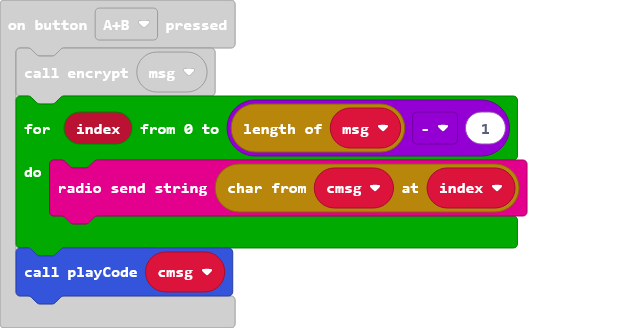 on button A+B pressed
call encrypt msg
for index from 0 to length of msg - 1
do
radio send string char from cmsg at index
call playCode cmsg